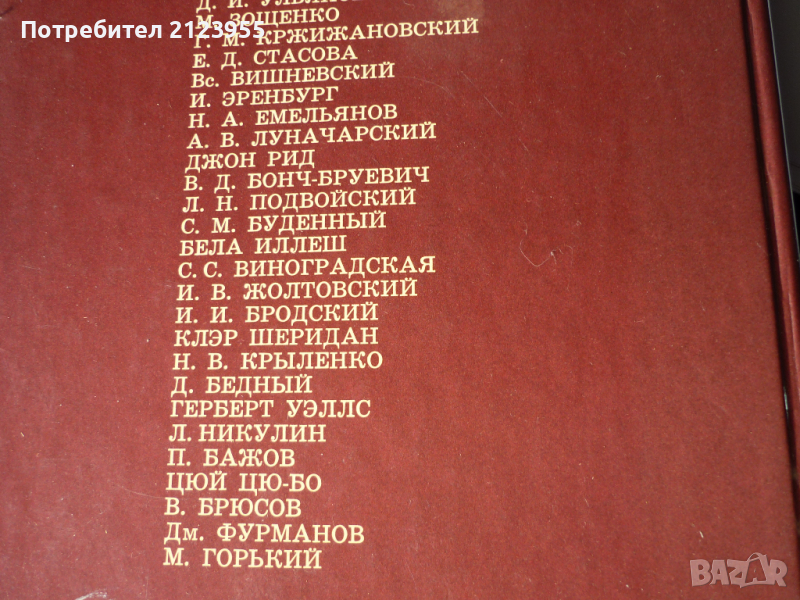 Д. И. УЛЬЯНОВ
Потребител 2123955
М. ЗОЩЕНКО
Г. М. КРЖИЖАНОВСКИЙ
Е. Д. СТАСОВА
Вс. ВИШНЕВСКИЙ
И. ЭРЕНБУРГ
Н. А. ЕМЕЛЬЯНОВ
А. В. ЛУНАЧАРСКИЙ
ДЖОН РИД
В. Д. БОНЧ-БРУЕВИЧ
Л. Н. ПОДВОЙСКИЙ
С. М. БУДЕННЫЙ
БЕЛА ИЛЛЕШ
С. С. ВИНОГРАДСКАЯ
И. В. ЖОЛТОВСКИЙ
И. И. БРОДСКИЙ
КЛЭР ШЕРИДАН
Н. В. КРЫЛЕНКО
Д. БЕДНЫЙ
ГЕРБЕРТ УЭЛЛС
Л. НИКУЛИН
П. БАЖОВ
ЦЮЙ ЦЮ-БО
В. БРЮСОВ
Дм. ФУРМАНОВ
М. ГОРЬКИЙ
BAZAR